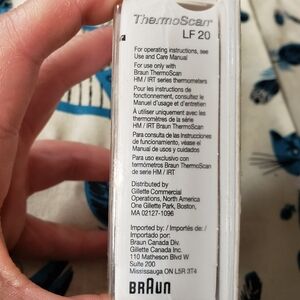 ThermoScan
LF 20
For operating instructions, see
Use and Care Manual
For use only with
Braun ThermoScan
HM / IRT series thermometers
Pour les instructions de
fonctionnement, consultez le
Manuel d'usage et d'entretien
À utiliser uniquement avec les
thermomètres de la série
HM / IRT Braun ThermoScan
Para consulta de las Instrucciones
de funcionamiento, véase el
Manual de usos y cuidados
Para uso exclusivo con
termómetros Braun ThermoScan
de serie HM / IRT
Distributed by
Gillette Commercial
Operations, North America
One Gillette Park, Boston,
MA 02127-1096
Imported by: / Importés de: /
Importado por:
Braun Canada Div.
Gillette Canada Inc.
110 Matheson Blvd W
Suite 200
Mississauga ON L5R 3T4
BRAUN